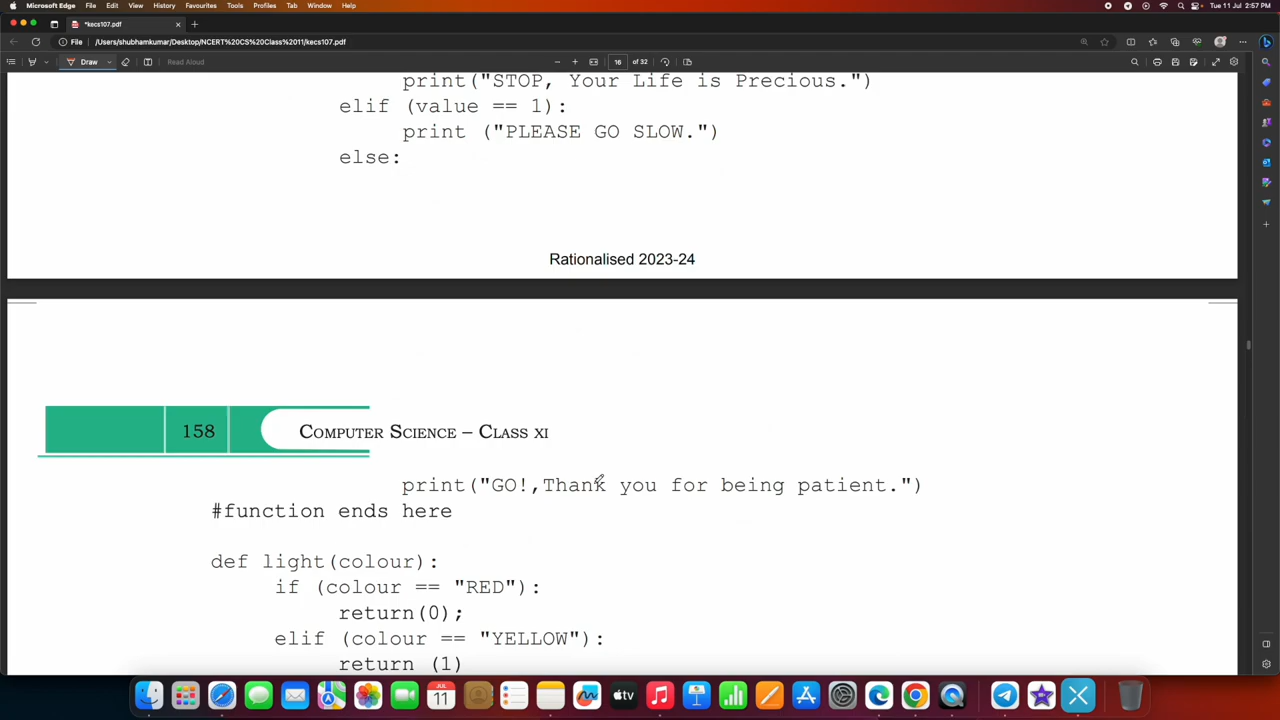 Microsoft Edge File Edit View History Favourites Tools Profiles Tab Window Help Tue 11 Jul 2:57 PM
*kecs107.pdf
File /Users/shubhamkumar/Desktop/NCERT%20CS%20Class%2011/kecs107.pdf
Draw Read Aloud 16 of 32
print("STOP, Your Life is Precious.")
elif (value == 1):
print ("PLEASE GO SLOW.")
else:
Rationalised 2023-24
158 COMPUTER SCIENCE – CLASS XI
print("GO!,Thank you for being patient.")
#function ends here
def light(colour):
if (colour == "RED"):
return(0);
elif (colour == "YELLOW"):
return (1)
JUL
11
tv